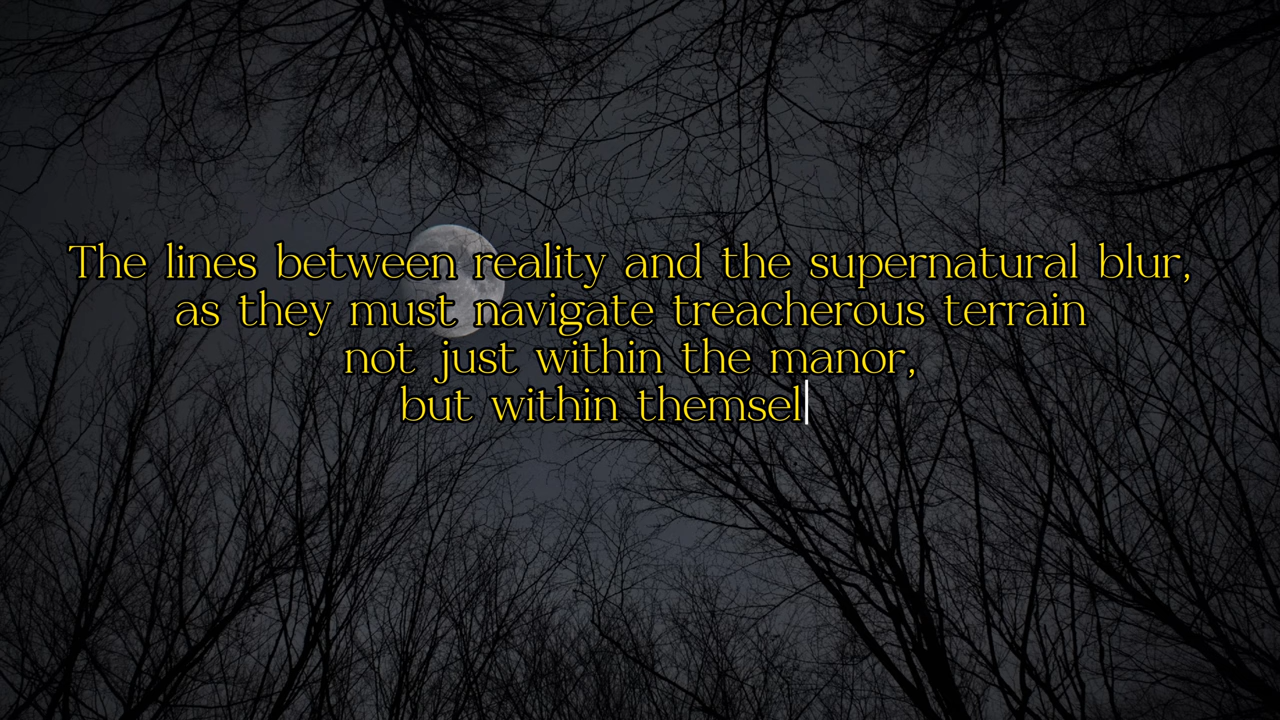 The lines between reality and the supernatural blur,
as they must navigate treacherous terrain
not just within the manor,
but within themsel